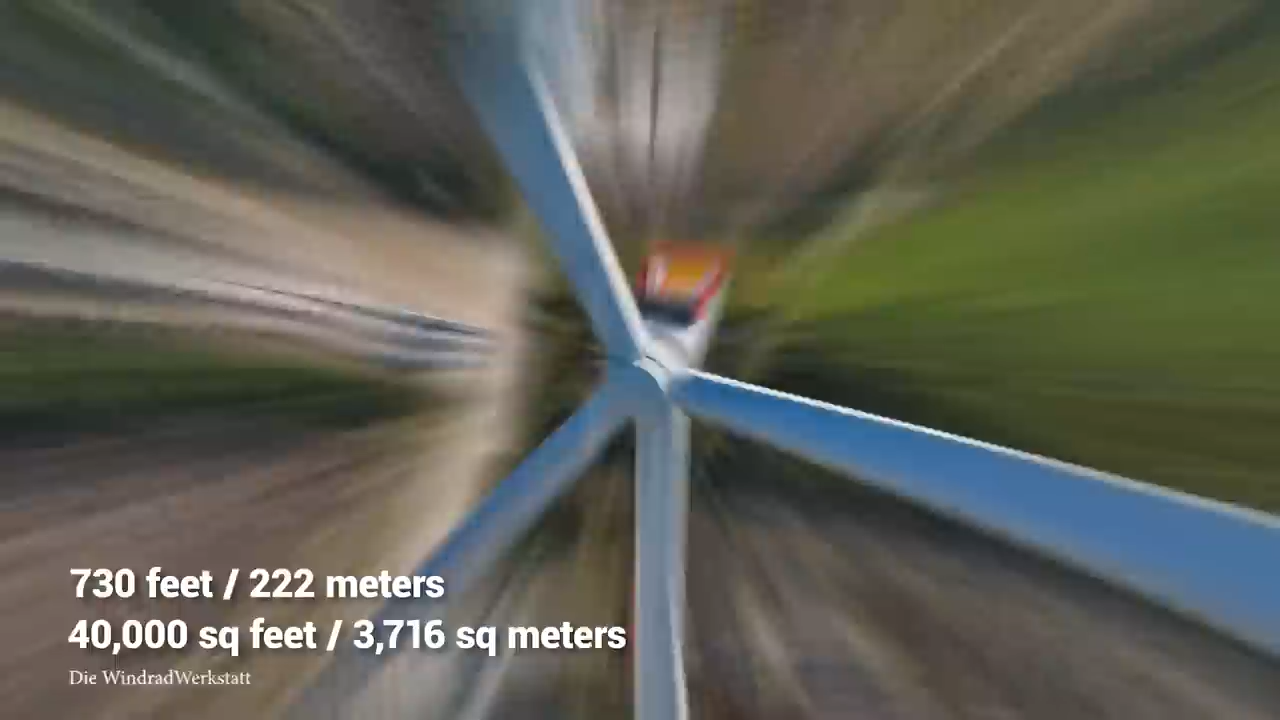 730 feet / 222 meters
40,000 sq feet / 3,716 sq meters
Die WindradWerkstatt